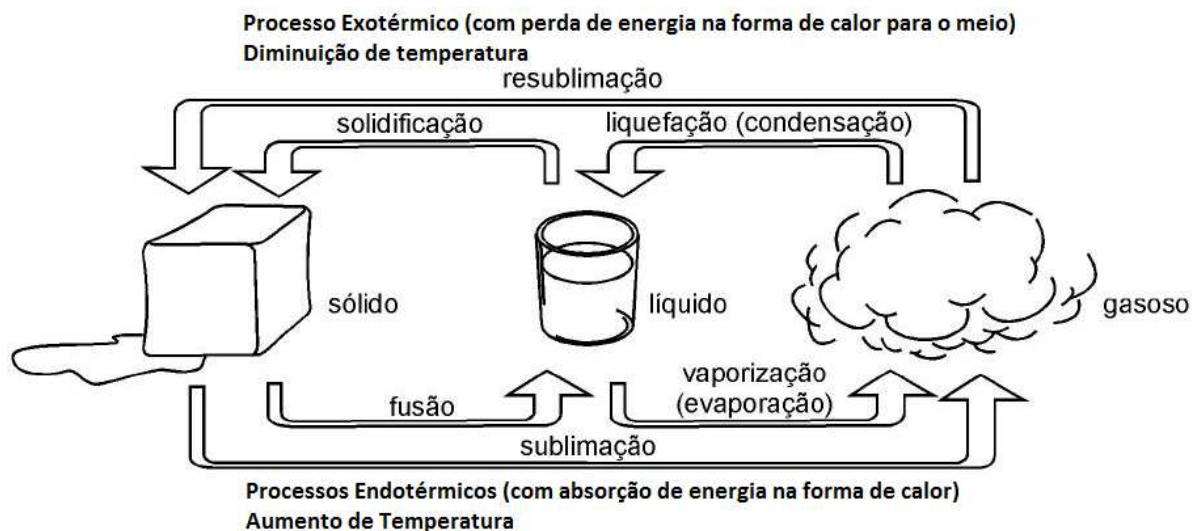 Processo Exotérmico (com perda de energia na forma de calor para o meio)
Diminuição de temperatura
resublimação
solidificação
liquefação (condensação)
sólido
líquido
gasoso
fusão
vaporização
(evaporação)
sublimação
Processos Endotérmicos (com absorção de energia na forma de calor)
Aumento de Temperatura